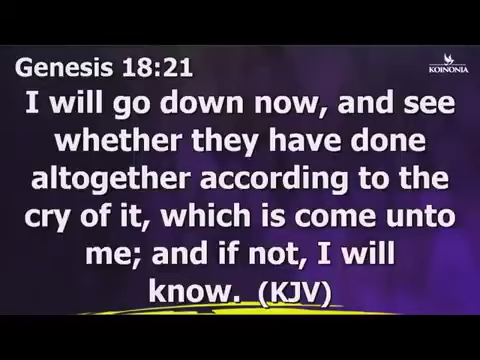 Genesis 18:21
KOINONIA
I will go down now, and see
whether they have done
altogether according to the
cry of it, which is come unto
me; and if not, I will
know. (KJV)